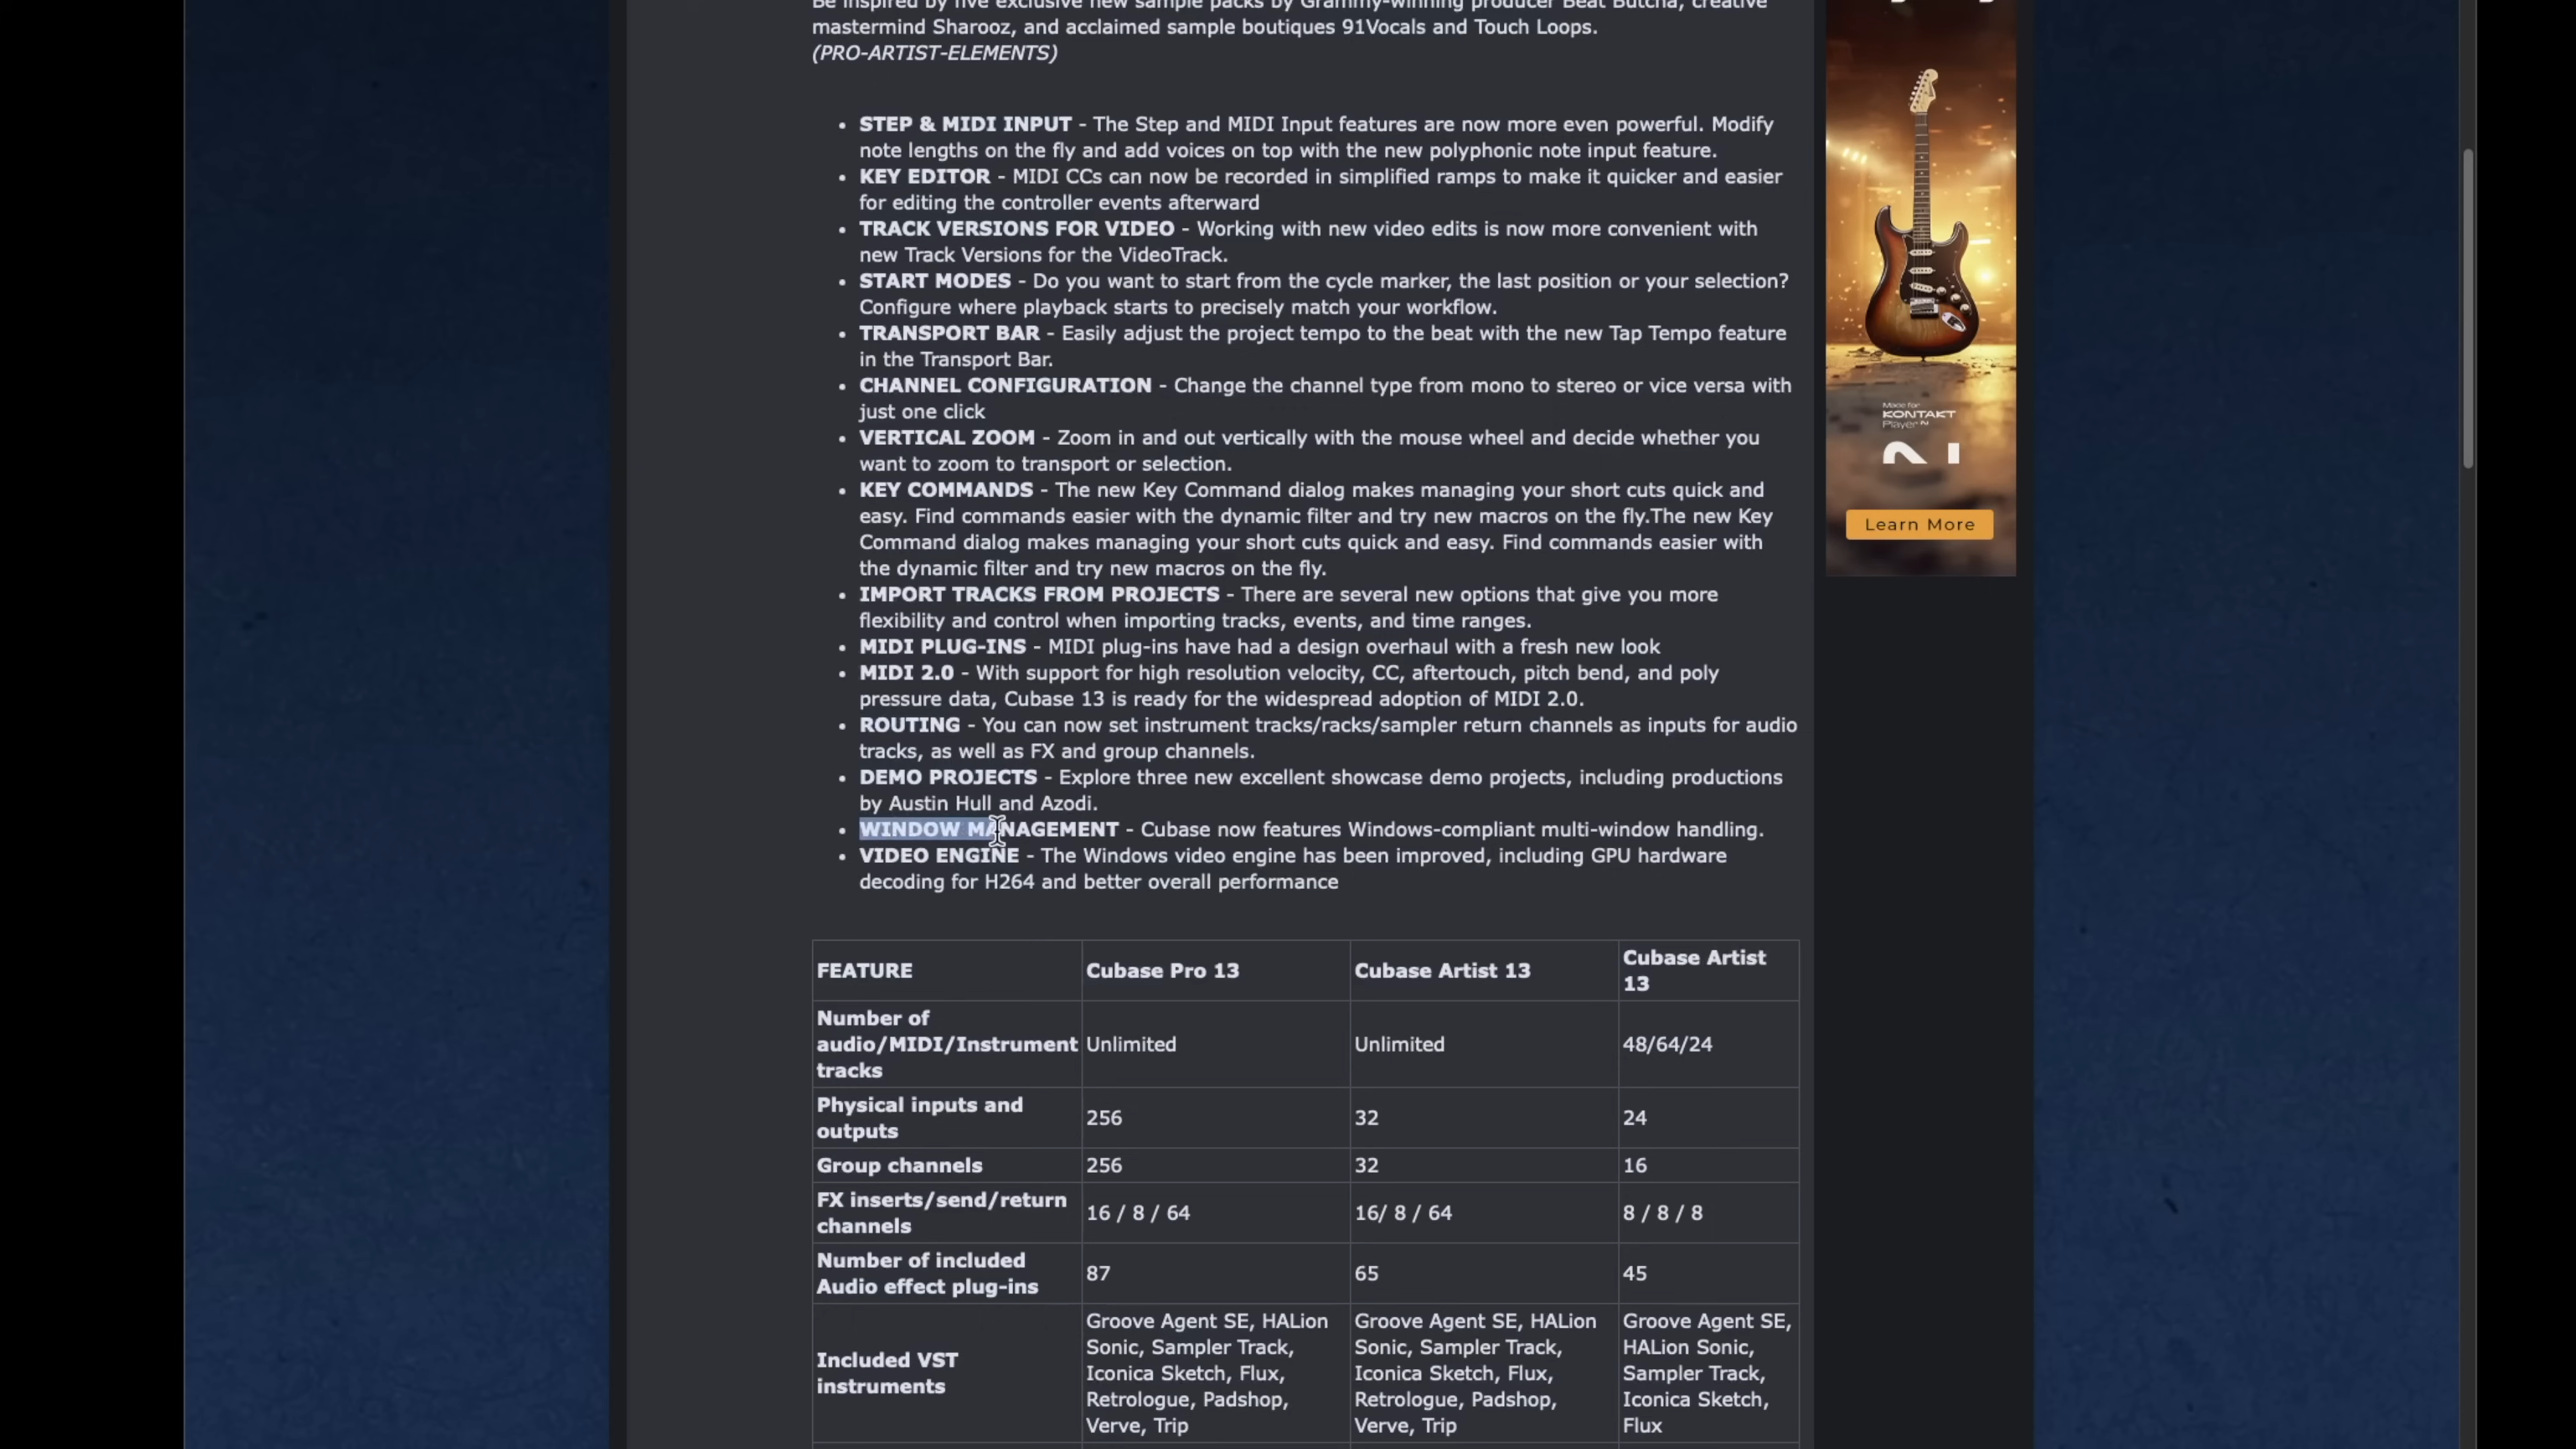 Be inspired by five exclusive new sample packs by Grammy-winning producer Beat Butcha, creative
mastermind Sharooz, and acclaimed sample boutiques 91Vocals and Touch Loops.
(PRO-ARTIST-ELEMENTS)
• STEP & MIDI INPUT - The Step and MIDI Input features are now more even powerful. Modify
note lengths on the fly and add voices on top with the new polyphonic note input feature.
• KEY EDITOR - MIDI CCs can now be recorded in simplified ramps to make it quicker and easier
for editing the controller events afterward
• TRACK VERSIONS FOR VIDEO - Working with new video edits is now more convenient with
new Track Versions for the VideoTrack.
• START MODES - Do you want to start from the cycle marker, the last position or your selection?
Configure where playback starts to precisely match your workflow.
• TRANSPORT BAR - Easily adjust the project tempo to the beat with the new Tap Tempo feature
in the Transport Bar.
• CHANNEL CONFIGURATION - Change the channel type from mono to stereo or vice versa with
just one click
• VERTICAL ZOOM - Zoom in and out vertically with the mouse wheel and decide whether you
want to zoom to transport or selection.
• KEY COMMANDS - The new Key Command dialog makes managing your short cuts quick and
easy. Find commands easier with the dynamic filter and try new macros on the fly.The new Key
Command dialog makes managing your short cuts quick and easy. Find commands easier with
the dynamic filter and try new macros on the fly.
• IMPORT TRACKS FROM PROJECTS - There are several new options that give you more
flexibility and control when importing tracks, events, and time ranges.
• MIDI PLUG-INS - MIDI plug-ins have had a design overhaul with a fresh new look
• MIDI 2.0 - With support for high resolution velocity, CC, aftertouch, pitch bend, and poly
pressure data, Cubase 13 is ready for the widespread adoption of MIDI 2.0.
• ROUTING - You can now set instrument tracks/racks/sampler return channels as inputs for audio
tracks, as well as FX and group channels.
• DEMO PROJECTS - Explore three new excellent showcase demo projects, including productions
by Austin Hull and Azodi.
• WINDOW MANAGEMENT - Cubase now features Windows-compliant multi-window handling.
• VIDEO ENGINE - The Windows video engine has been improved, including GPU hardware
decoding for H264 and better overall performance
FEATURE Cubase Pro 13 Cubase Artist 13 Cubase Artist
13
Number of
audio/MIDI/Instrument Unlimited Unlimited 48/64/24
tracks
Physical inputs and
outputs 256 32 24
Group channels 256 32 16
FX inserts/send/return
channels 16 / 8 / 64 16/ 8 / 64 8 / 8 / 8
Number of included
Audio effect plug-ins 87 65 45
Included VST
instruments
Groove Agent SE, HALion
Sonic, Sampler Track,
Iconica Sketch, Flux,
Retrologue, Padshop,
Verve, Trip
Groove Agent SE, HALion
Sonic, Sampler Track,
Iconica Sketch, Flux,
Retrologue, Padshop,
Verve, Trip
Groove Agent SE,
HALion Sonic,
Sampler Track,
Iconica Sketch,
Flux
Made for
KONTAKT
Player
Learn More